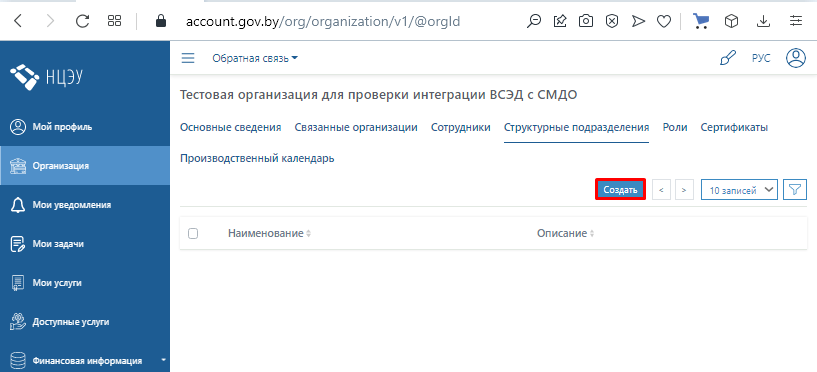 account.gov.by/org/organization/v1/@orgId
НЦЭУ
Обратная связь
РУС
Тестовая организация для проверки интеграции ВСЭД с СМДО
Мой профиль
Организация
Мои уведомления
Мои задачи
Мои услуги
Доступные услуги
Финансовая информация
Основные сведения Связанные организации Сотрудники Структурные подразделения Роли Сертификаты
Производственный календарь
Создать < > 10 записей
Наименование Описание